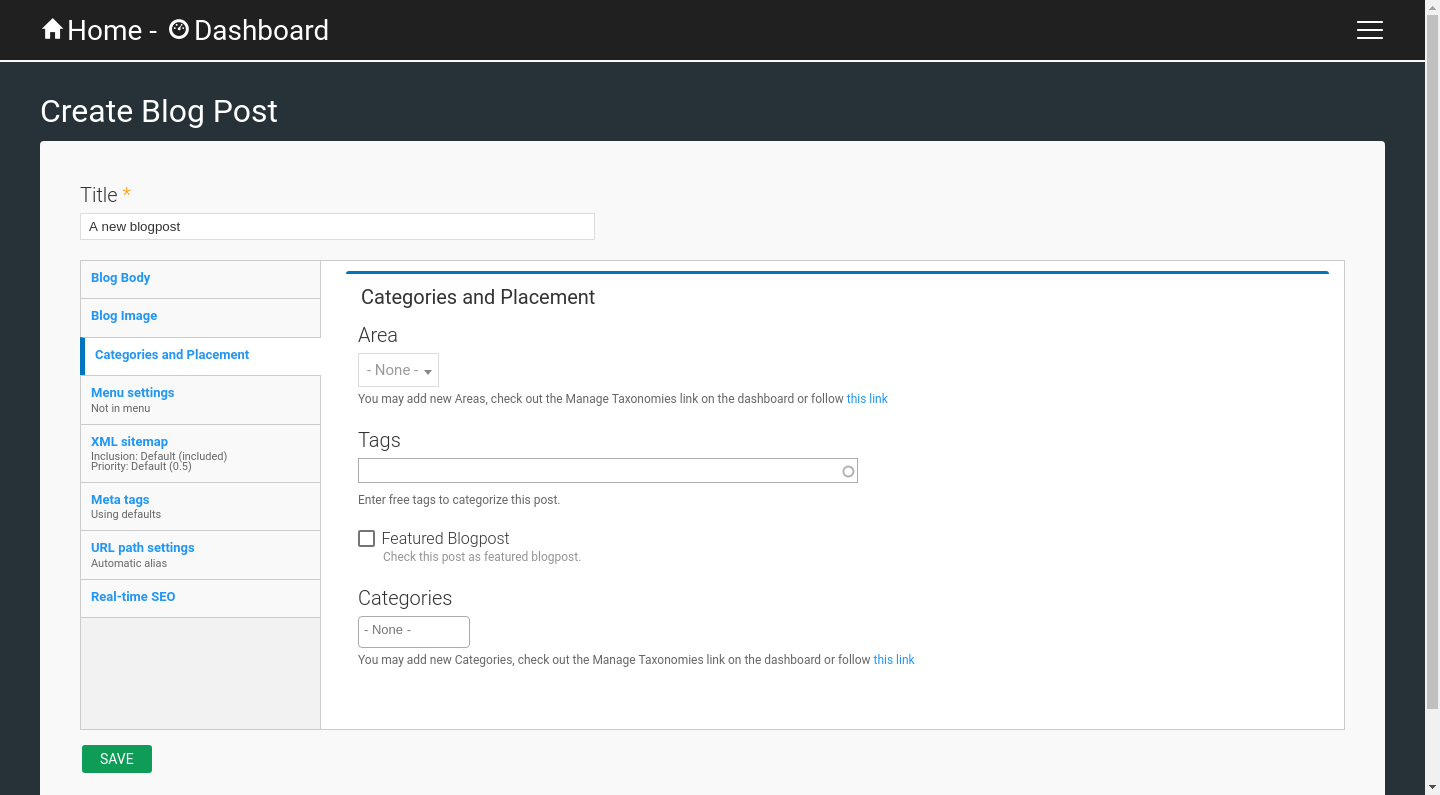 Home - Dashboard
Create Blog Post
Title *
A new blogpost
Blog Body
Blog Image
Categories and Placement
Menu settings
Not in menu
XML sitemap
Inclusion: Default (included)
Priority: Default (0.5)
Meta tags
Using defaults
URL path settings
Automatic alias
Real-time SEO
Categories and Placement
Area
- None -
You may add new Areas, check out the Manage Taxonomies link on the dashboard or follow this link
Tags
Enter free tags to categorize this post.
Featured Blogpost
Check this post as featured blogpost.
Categories
- None -
You may add new Categories, check out the Manage Taxonomies link on the dashboard or follow this link
SAVE